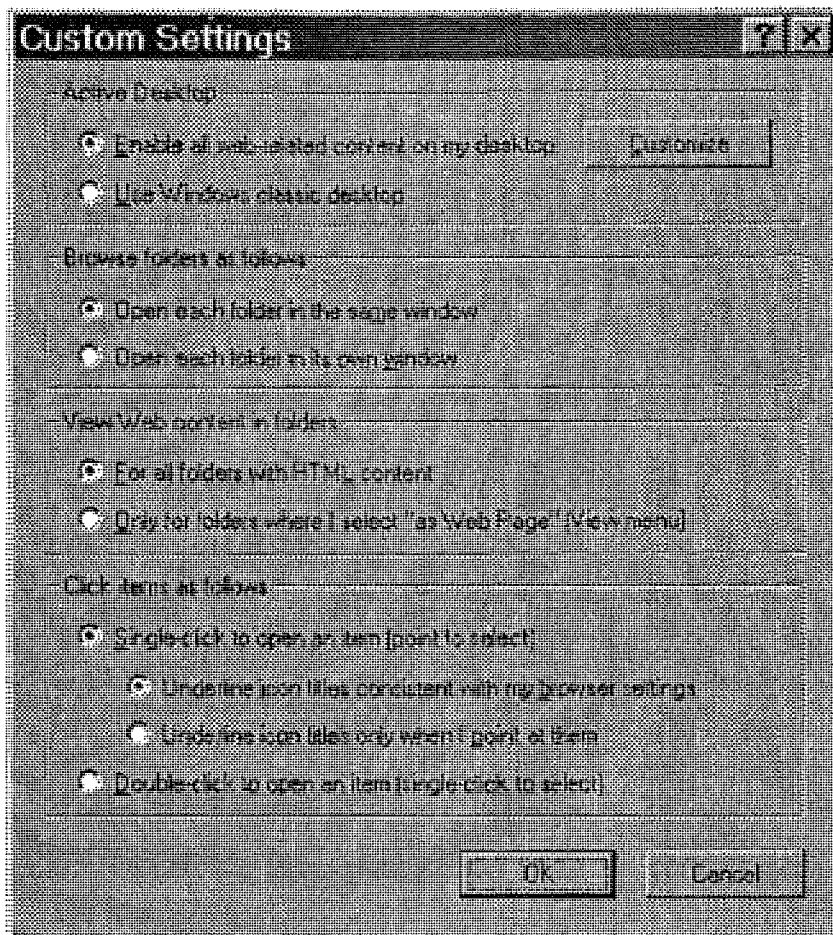 Custom Settings
Active Desktop
Enable all web-related content on my desktop
Customize
Use Windows classic desktop
Browse folders as follows
Open each folder in the same window
Open each folder in its own window
View Web content in folders
For all folders with HTML content
Only for folders where I select "as Web Page" (View menu)
Click items as follows
Single-click to open an item (point to select)
Underline icon titles consistent with my browser settings
Underline icon titles only when I point at them
Double-click to open an item (single-click to select)
OK
Cancel